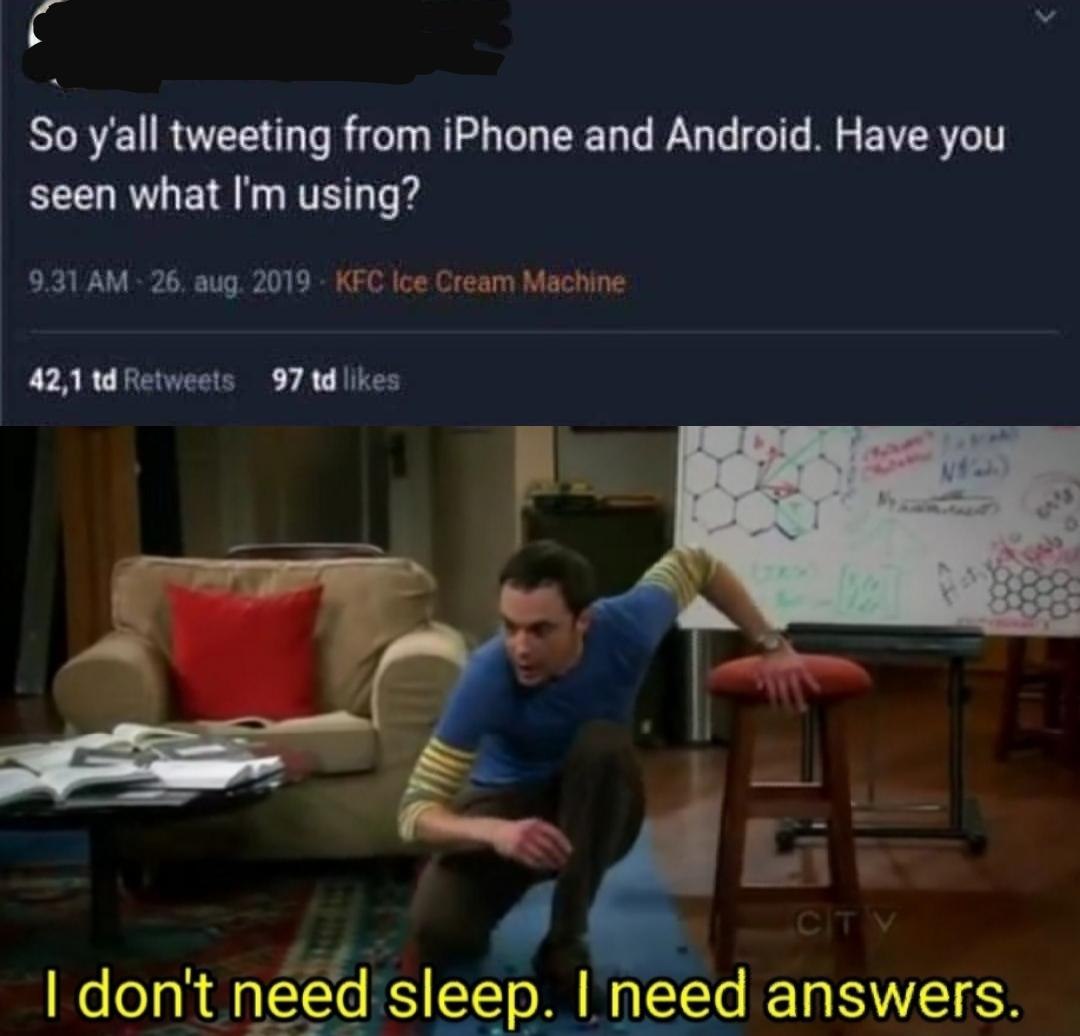 So y'all tweeting from iPhone and Android. Have you
seen what I'm using?
9.31 AM · 26. aug. 2019 · KFC Ice Cream Machine
42,1 td Retweets 97 td likes
CITY
I don't need sleep. I need answers.